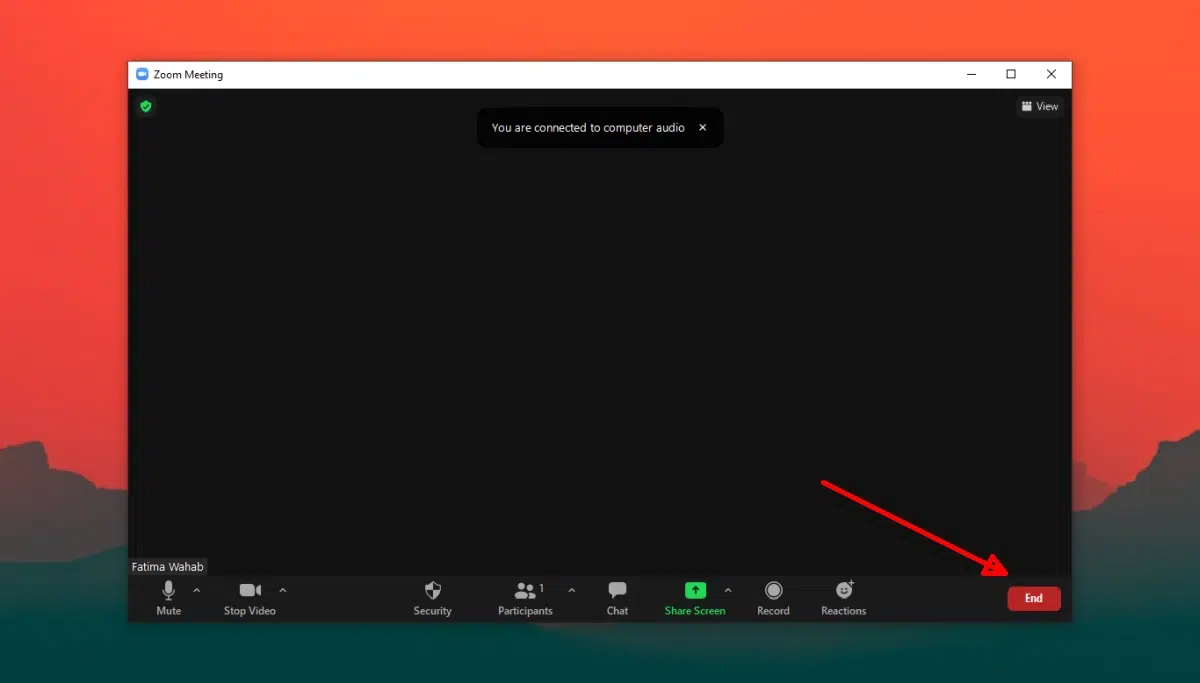 Zoom Meeting
View
You are connected to computer audio
Fatima Wahab
1
Mute
Stop Video
Security
Participants
Chat
Share Screen
Record
Reactions
End